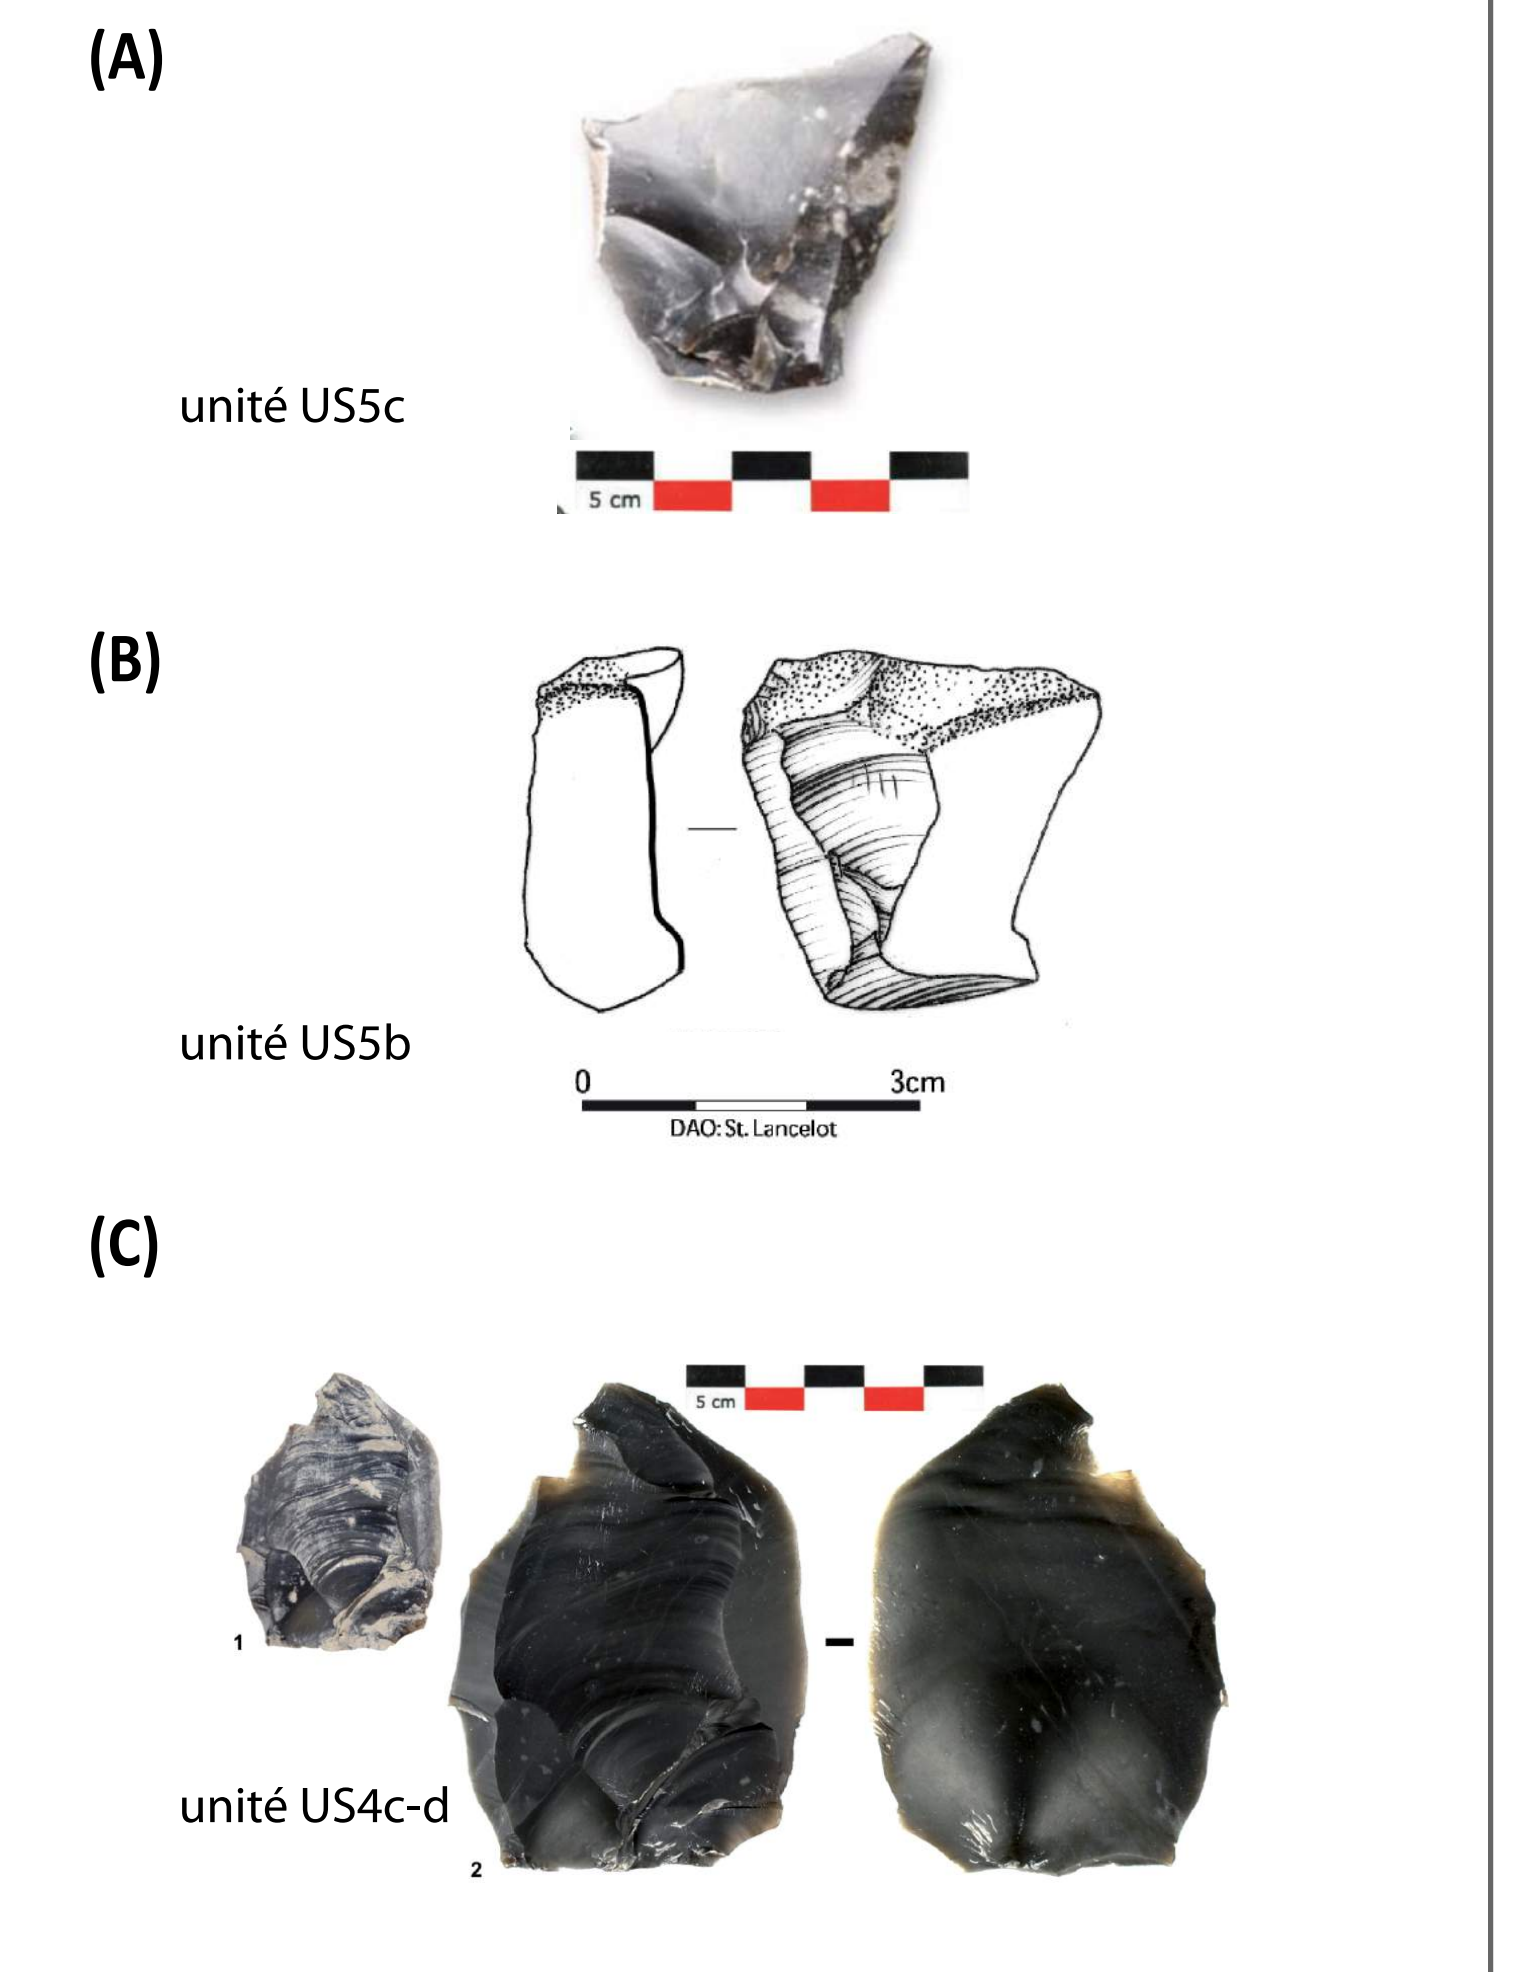 (A)
unité US5c
5 cm
(B)
unité US5b
0 3cm
DAO: St. Lancelot
(C)
5 cm
1
unité US4c-d
2